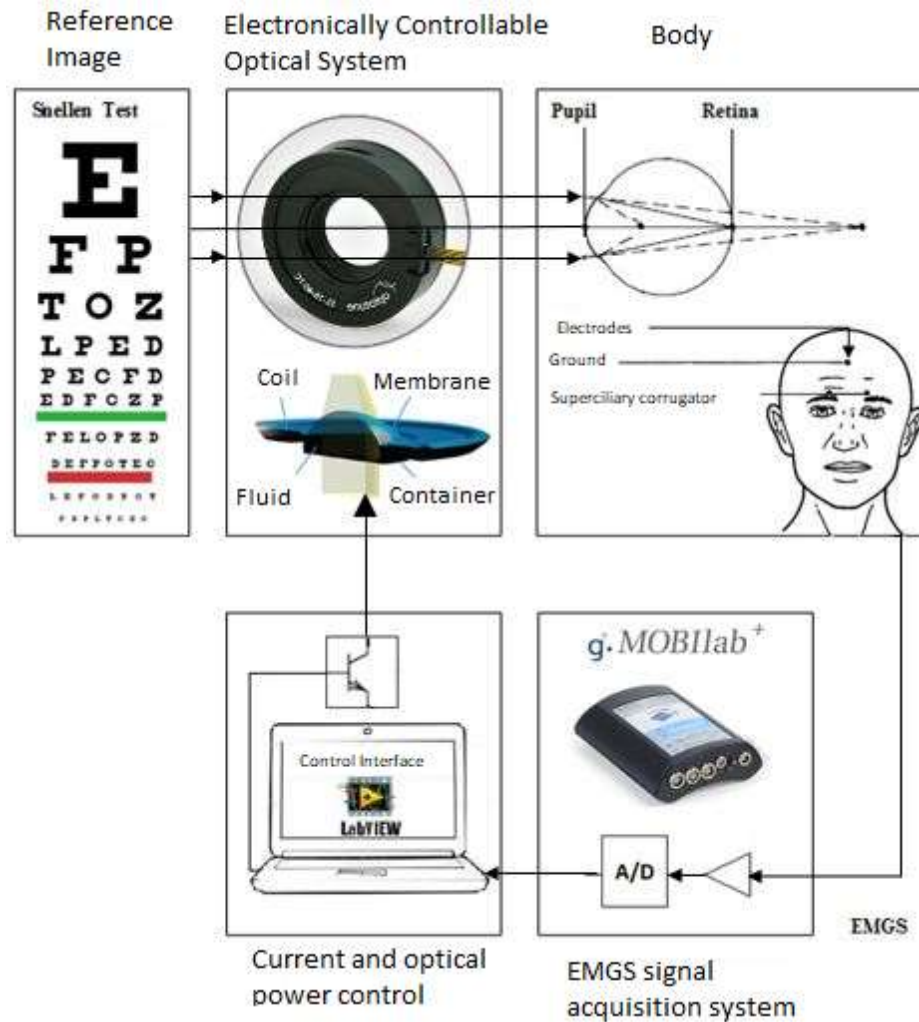 Reference
Image
Electronically Controllable
Optical System
Body
Snellen Test
E
F P
T O Z
L P E D
P E C F D
E D F C Z P
F E L O P Z D
D E F P O T E C
Pupil
Retina
Coil
Membrane
Fluid
Container
Electrodes
Ground
Superciliary corrugator
Control Interface
LabVIEW
g. MOBIlab+
A/D
EMGS
Current and optical
power control
EMGS signal
acquisition system